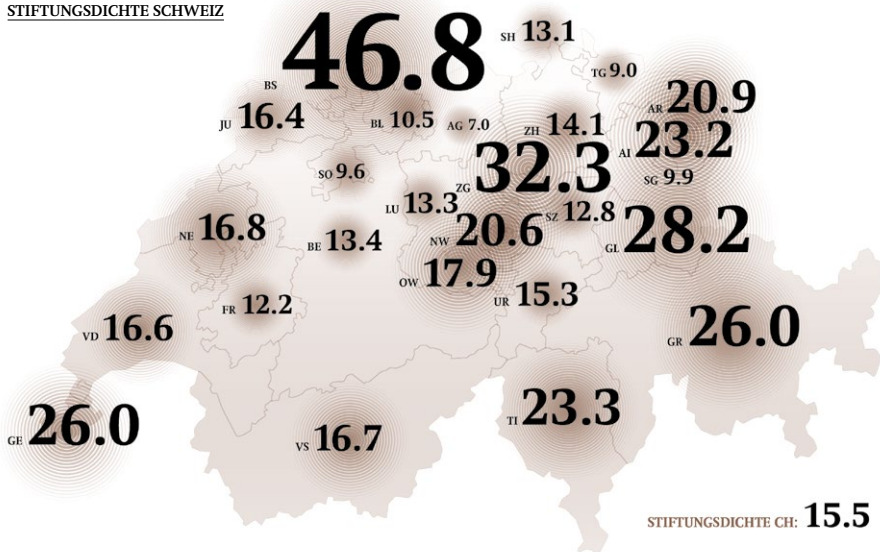 STIFTUNGSDICHTE SCHWEIZ
BS 46.8
SH 13.1
TG 9.0
JU 16.4
BL 10.5
AG 7.0
ZH 14.1
AR 20.9
AI 23.2
SO 9.6
ZG 32.3
SG 9.9
LU 13.3
SZ 12.8
NE 16.8
BE 13.4
NW 20.6
GL 28.2
OW 17.9
UR 15.3
FR 12.2
VD 16.6
GR 26.0
GE 26.0
VS 16.7
TI 23.3
STIFTUNGSDICHTE CH: 15.5